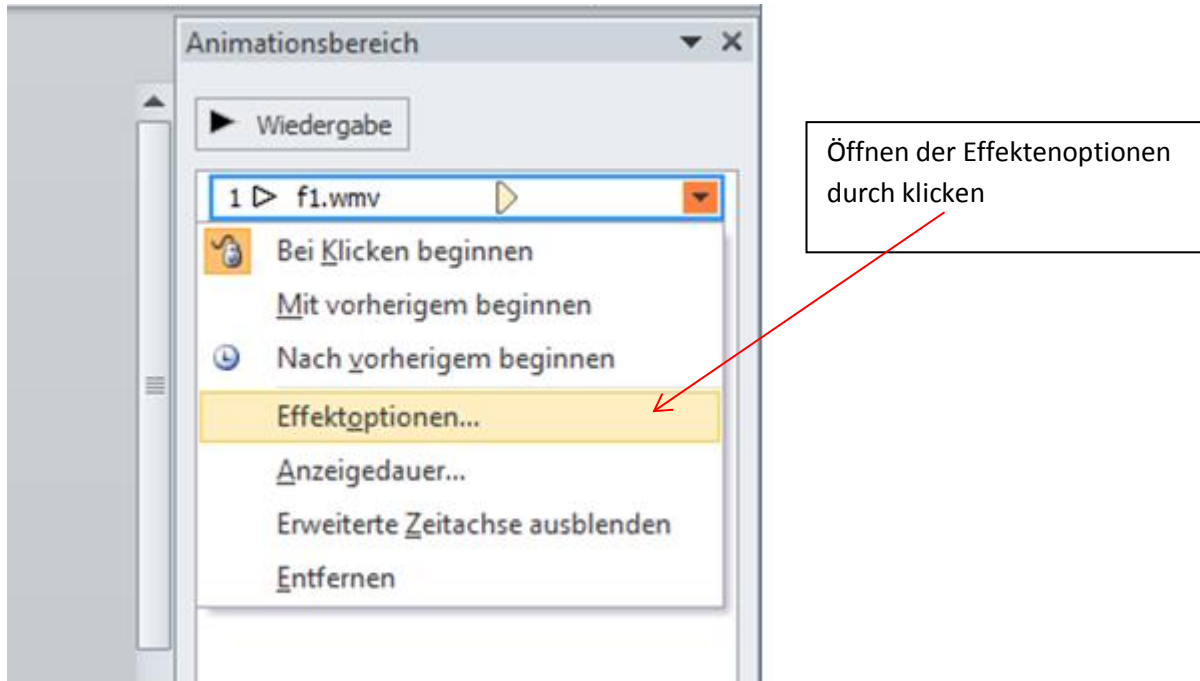 Animationsbereich
Wiedergabe
1 f1.wmv
Bei Klicken beginnen
Mit vorherigem beginnen
Nach vorherigem beginnen
Effektoptionen...
Anzeigedauer...
Erweiterte Zeitachse ausblenden
Entfernen
Öffnen der Effektenoptionen
durch klicken